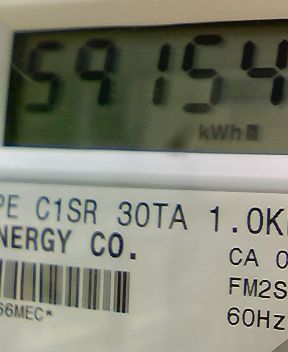 59154
kWh
PE C1SR 30TA 1.0K
NERGY CO.
CA 0
FM2S
66MEC*
60Hz